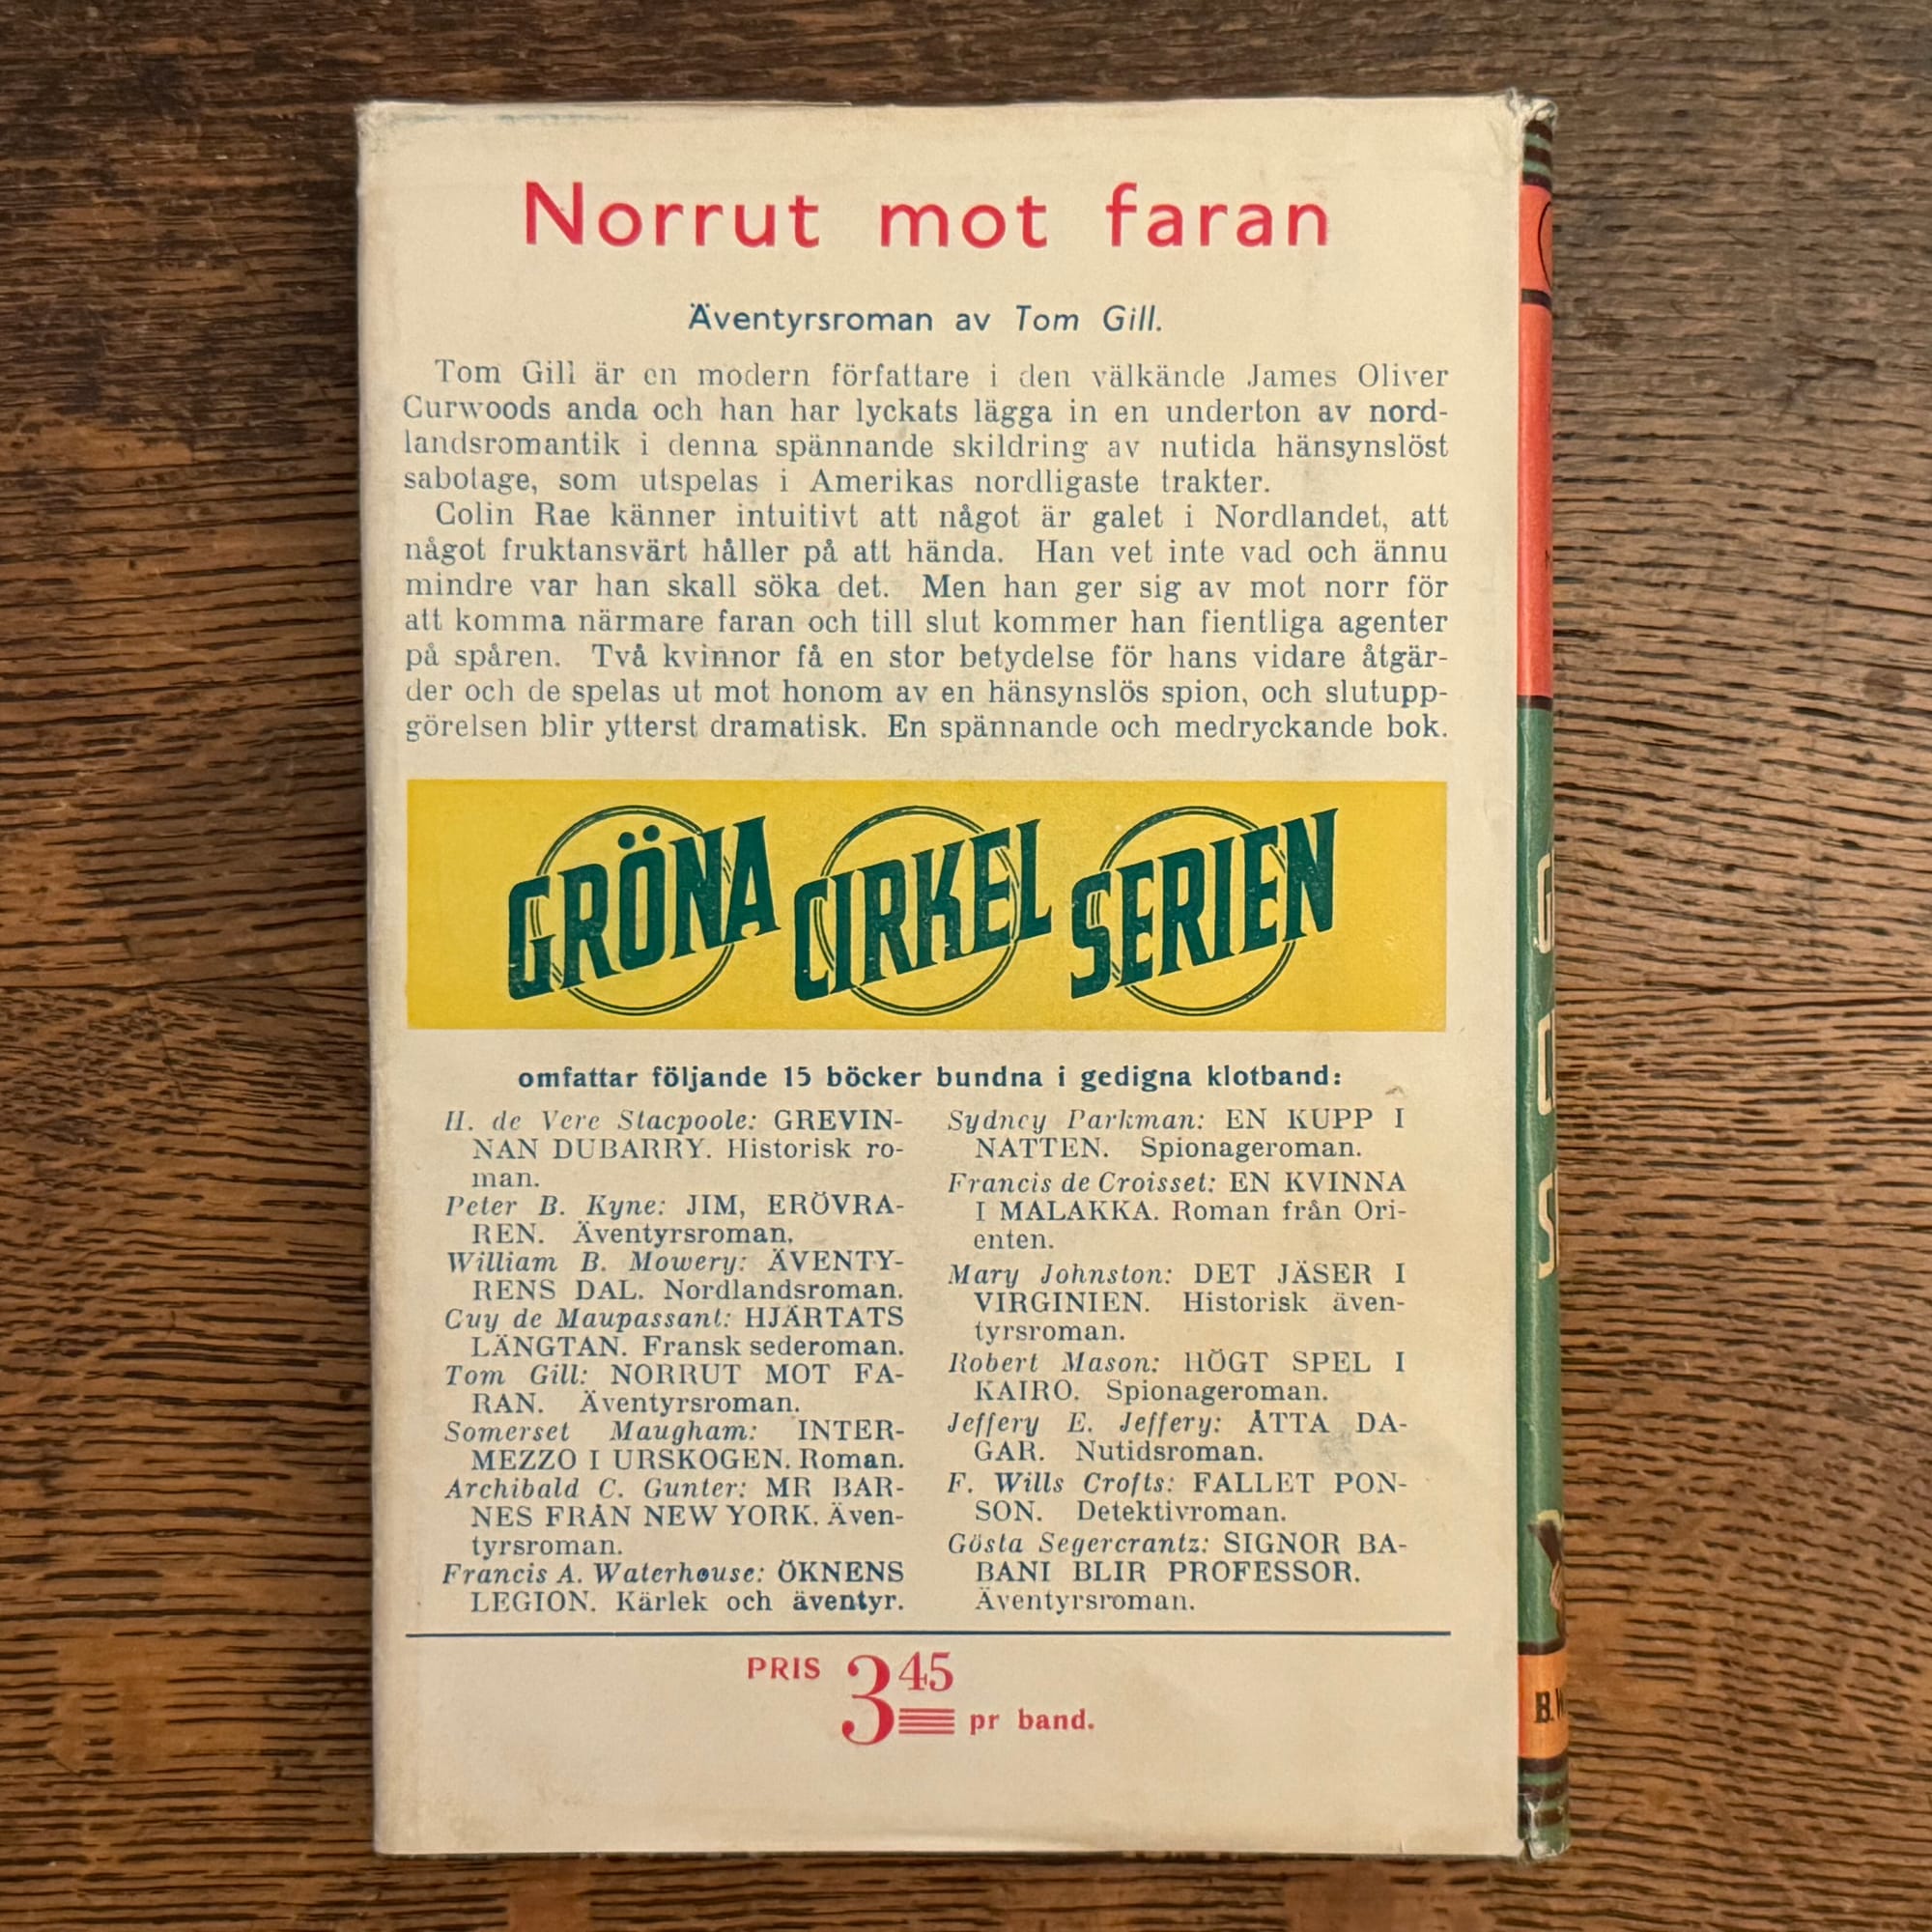 Norrut mot faran
Äventyrsroman av Tom Gill.
Tom Gill är en modern författare i den välkände James Oliver
Curwoods anda och han har lyckats lägga in en underton av nord-
landsromantik i denna spännande skildring av nutida hänsynslöst
sabotage, som utspelas i Amerikas nordligaste trakter.
Colin Rae känner intuitivt att något är galet i Nordlandet, att
något fruktansvärt håller på att hända. Han vet inte vad och ännu
mindre var han skall söka det. Men han ger sig av mot norr för
att komma närmare faran och till slut kommer han fientliga agenter
på spåren. Två kvinnor få en stor betydelse för hans vidare åtgär-
der och de spelas ut mot honom av en hänsynslös spion, och slutupp-
görelsen blir ytterst dramatisk. En spännande och medryckande bok.
GRÖNA CIRKEL SERIEN
omfattar följande 15 böcker bundna i gedigna klotband:
H. de Vere Stacpoole: GREVIN-
NAN DUBARRY. Historisk ro-
man.
Peter B. Kyne: JIM, ERÖVRA-
REN. Äventyrsroman.
William B. Mowery: ÄVENTY-
RENS DAL. Nordlandsroman.
Guy de Maupassant: HJÄRTATS
LÄNGTAN. Fransk sederoman.
Tom Gill: NORRUT MOT FA-
RAN. Äventyrsroman.
Somerset Maugham: INTER-
MEZZO I URSKOGEN. Roman.
Archibald C. Gunter: MR BAR-
NES FRÅN NEW YORK. Även-
tyrsroman.
Francis A. Waterhouse: ÖKNENS
LEGION. Kärlek och äventyr.
Sydney Parkman: EN KUPP I
NATTEN. Spionageroman.
Francis de Croisset: EN KVINNA
I MALAKKA. Roman från Ori-
enten.
Mary Johnston: DET JÄSER I
VIRGINIEN. Historisk även-
tyrsroman.
Robert Mason: HÖGT SPEL I
KAIRO. Spionageroman.
Jeffery E. Jeffery: ÅTTA DA-
GAR. Nutidsroman.
F. Wills Crofts: FALLET PON-
SON. Detektivroman.
Gösta Segercrantz: SIGNOR BA-
BANI BLIR PROFESSOR.
Äventyrsroman.
PRIS 3 45 pr band.